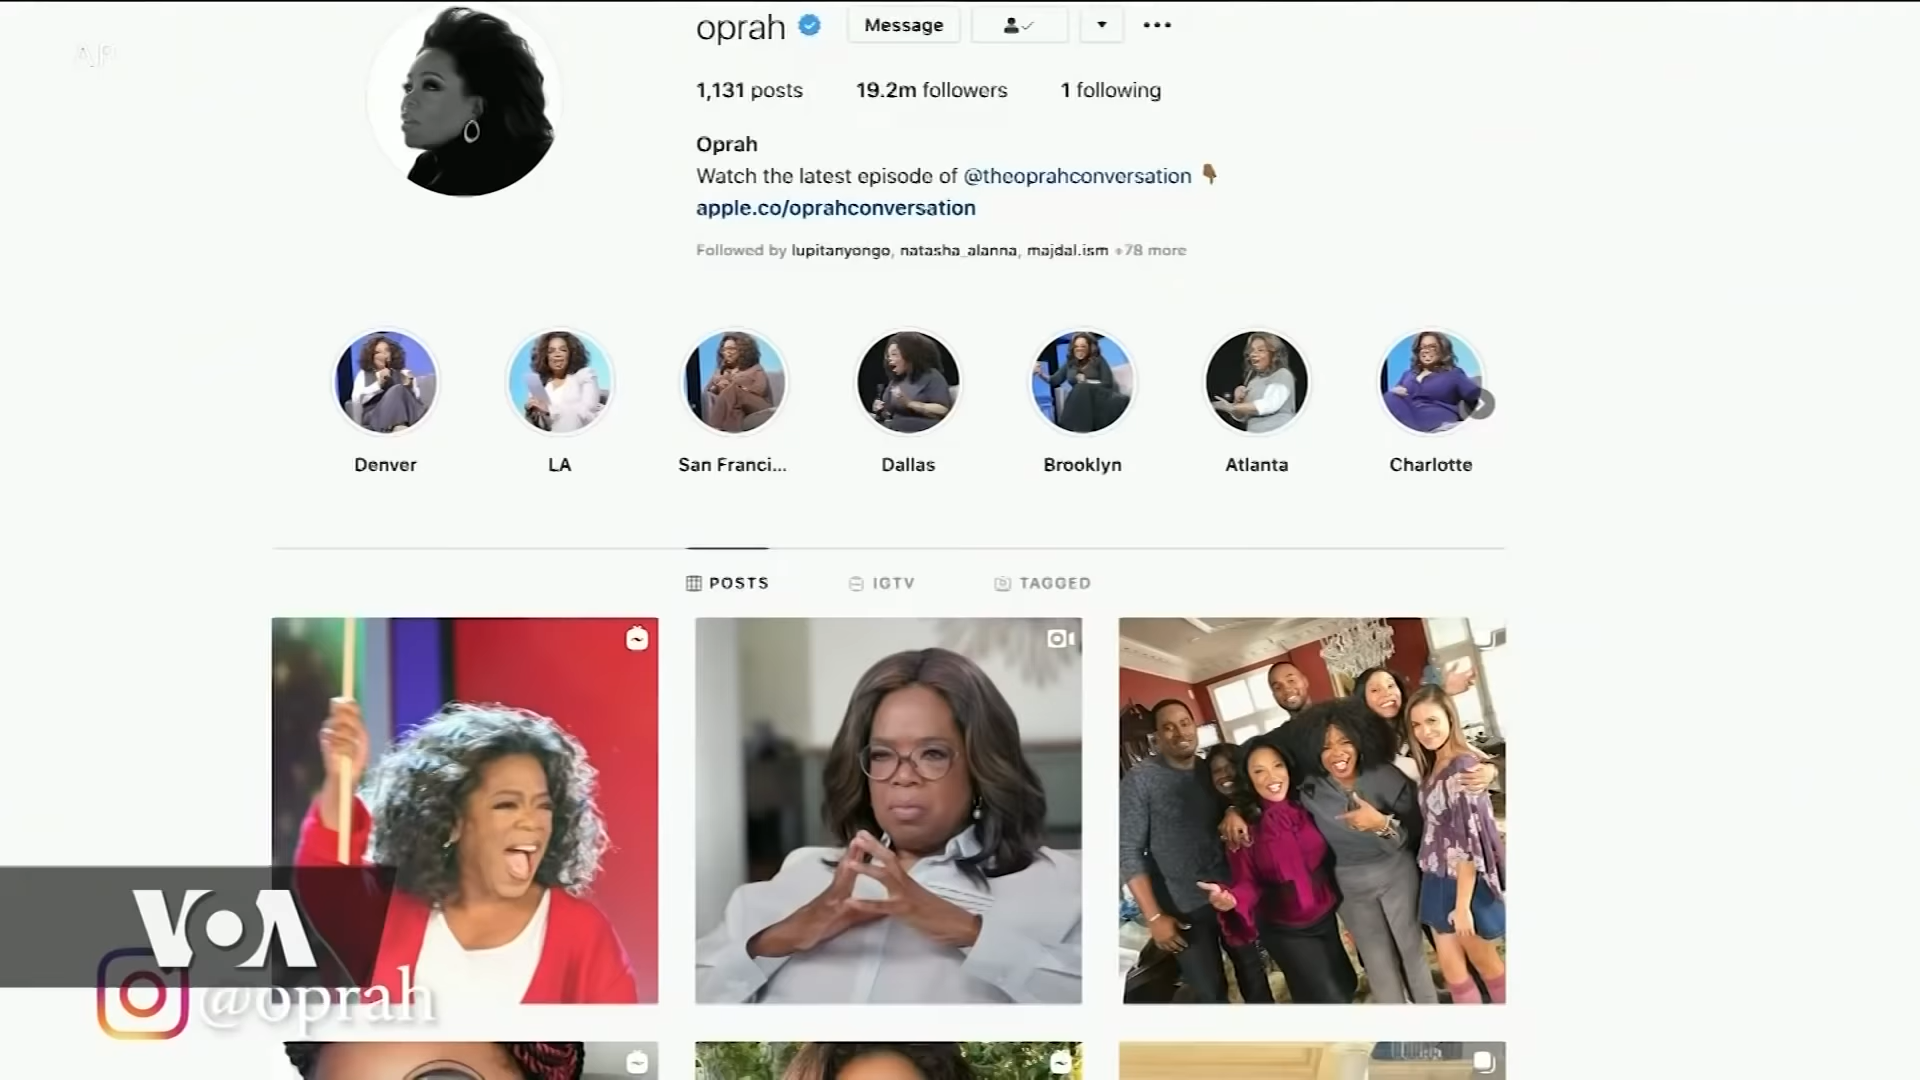 AP
oprah Message
1,131 posts 19.2m followers 1 following
Oprah
Watch the latest episode of @theoprahconversation
apple.co/oprahconversation
Followed by lupitanyongo, natasha_alanna, majdal.ism +78 more
Denver LA San Franci... Dallas Brooklyn Atlanta Charlotte
POSTS IGTV TAGGED
VOA
@oprah